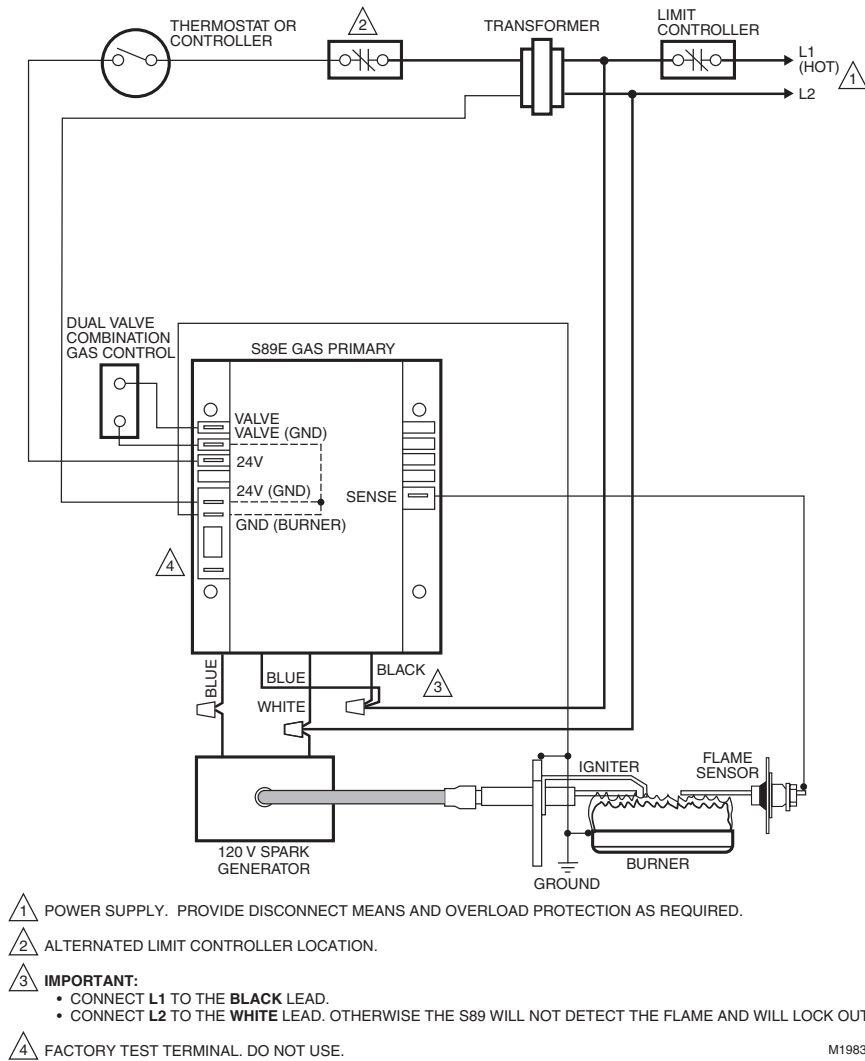 THERMOSTAT OR
CONTROLLER
2
TRANSFORMER
LIMIT
CONTROLLER
L1
(HOT)
1
L2
DUAL VALVE
COMBINATION
GAS CONTROL
S89E GAS PRIMARY
VALVE
VALVE (GND)
24V
24V (GND)
SENSE
GND (BURNER)
4
BLUE
BLUE
BLACK
3
WHITE
IGNITER
FLAME
SENSOR
120 V SPARK
GENERATOR
BURNER
GROUND
1 POWER SUPPLY. PROVIDE DISCONNECT MEANS AND OVERLOAD PROTECTION AS REQUIRED.
2 ALTERNATED LIMIT CONTROLLER LOCATION.
3 IMPORTANT:
• CONNECT L1 TO THE BLACK LEAD.
• CONNECT L2 TO THE WHITE LEAD. OTHERWISE THE S89 WILL NOT DETECT THE FLAME AND WILL LOCK OUT
4 FACTORY TEST TERMINAL. DO NOT USE.
M1983